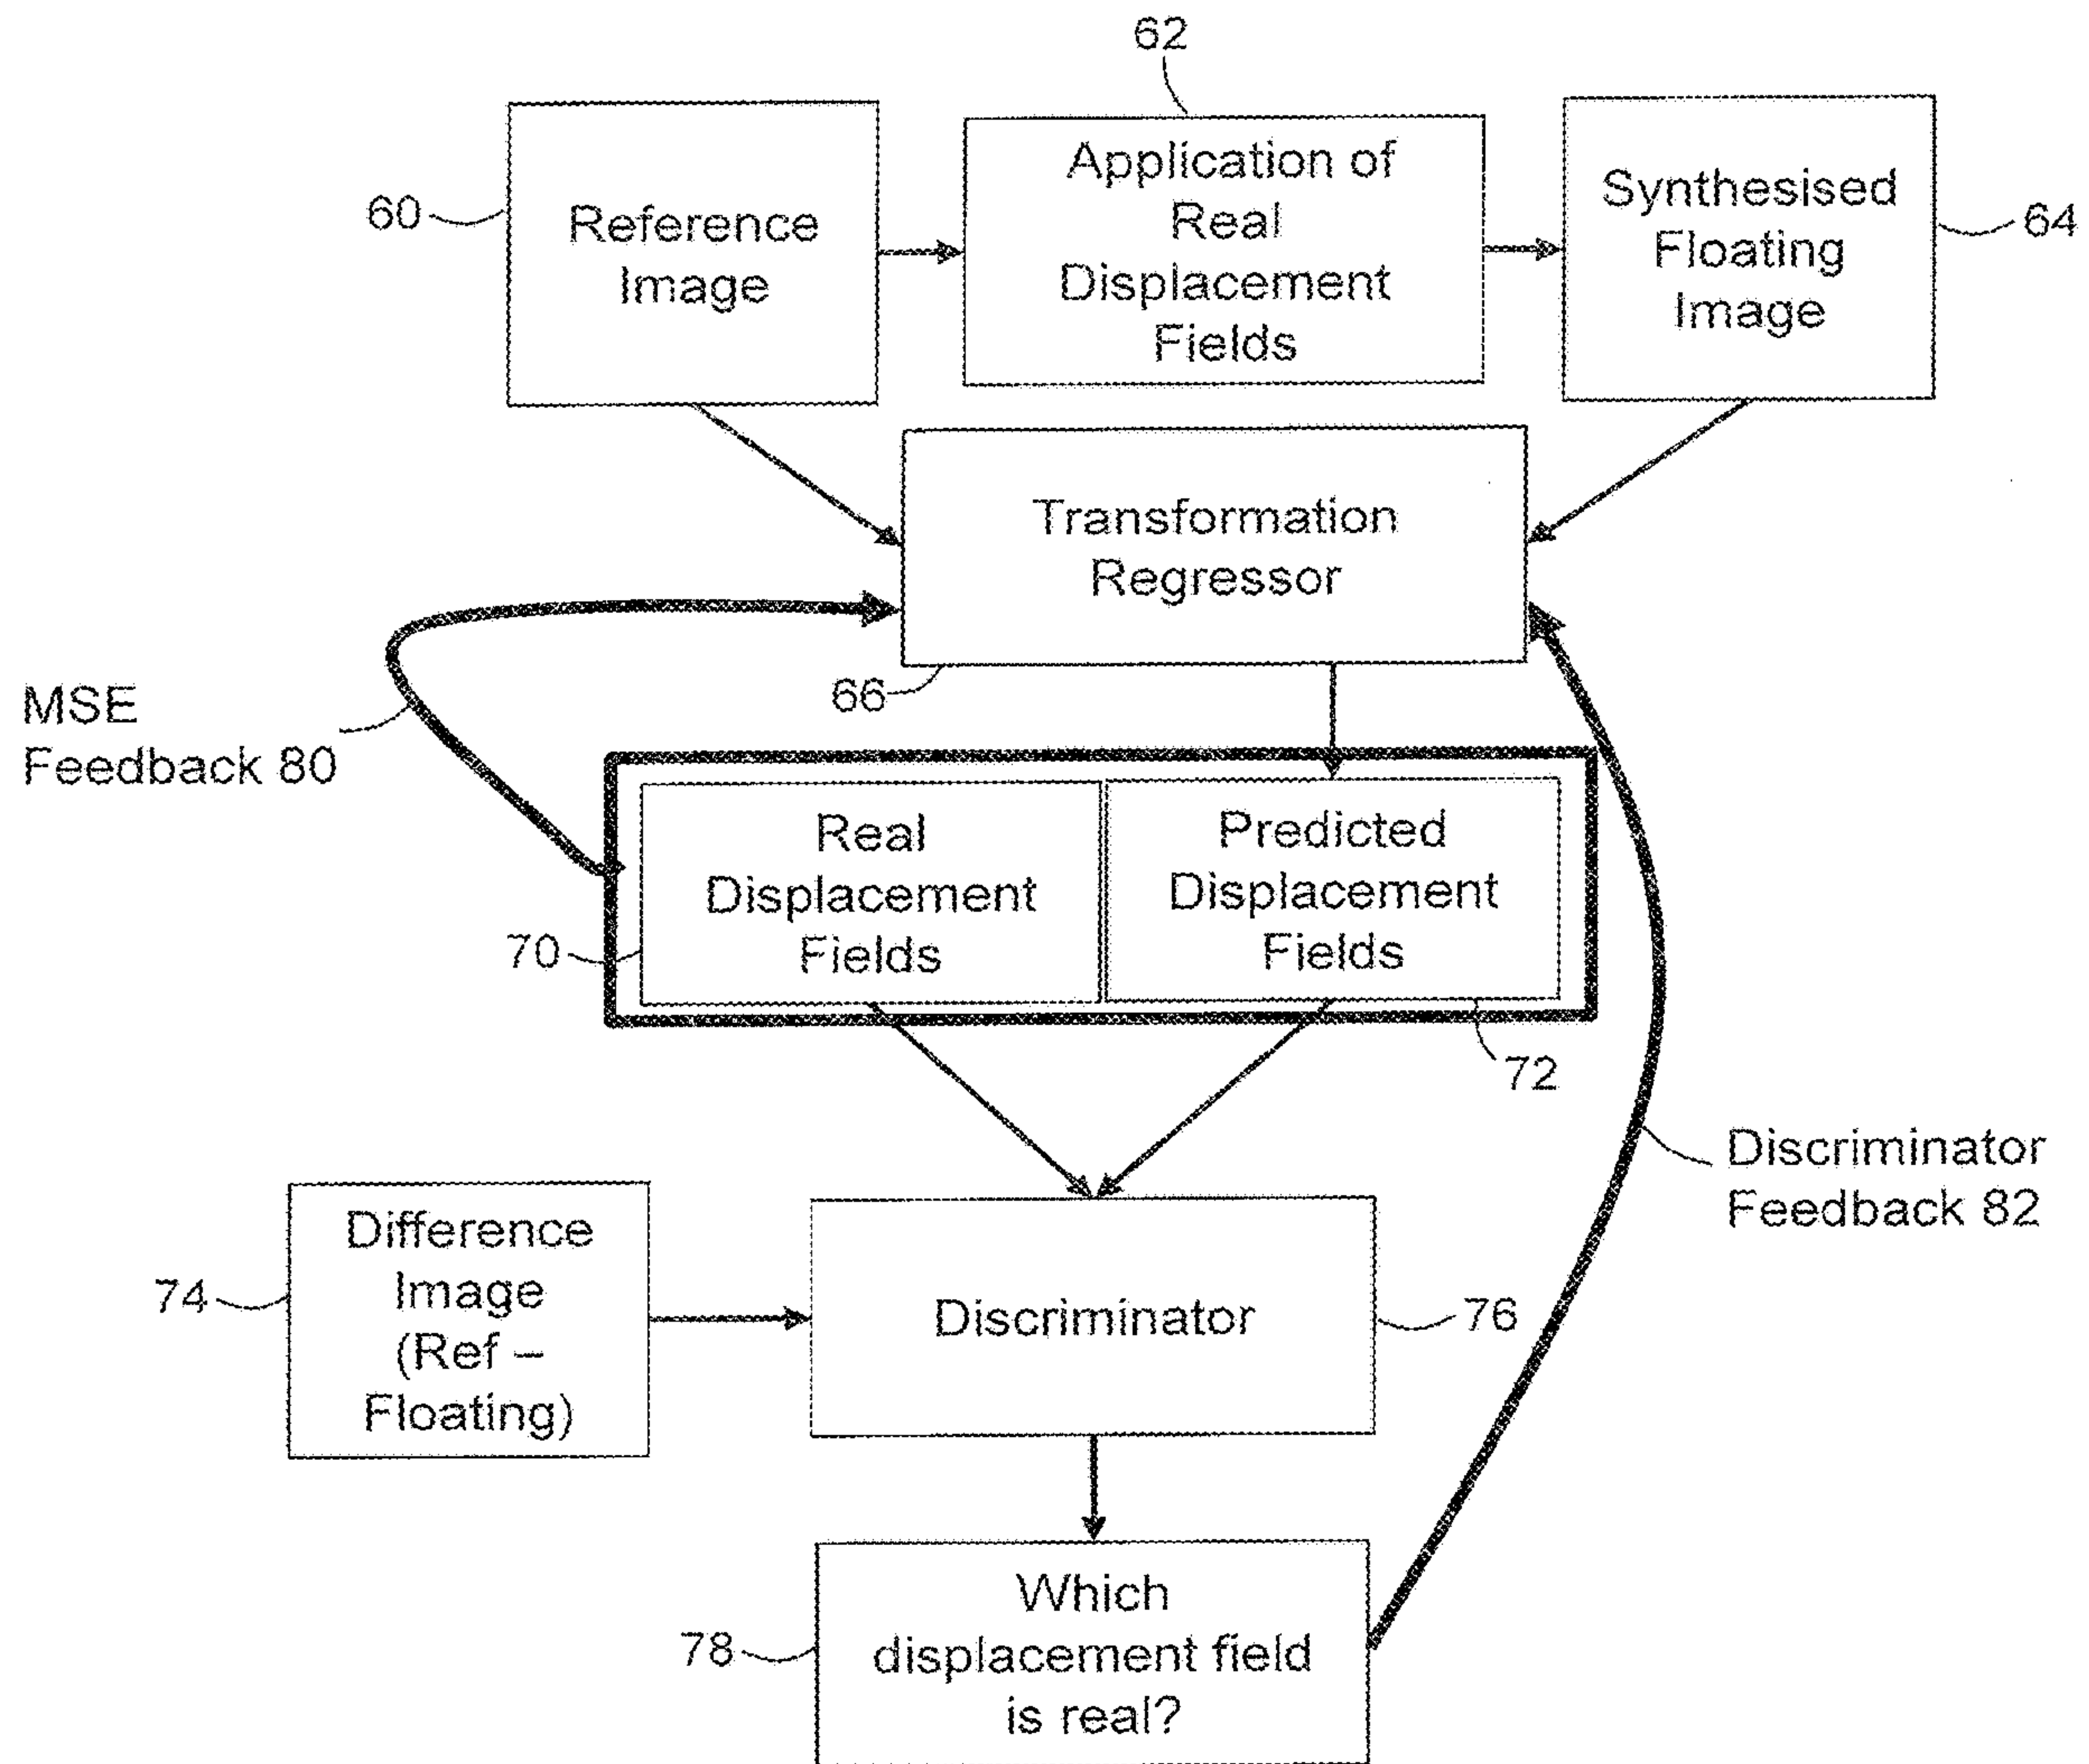 62
60
Reference
Image
Application of
Real
Displacement
Fields
Synthesised
Floating
Image
64
Transformation
Regressor
66
MSE
Feedback 80
Real
Displacement
Fields
70
Predicted
Displacement
Fields
72
Discriminator
Feedback 82
74
Difference
Image
(Ref –
Floating)
Discriminator
76
78
Which
displacement field
is real?